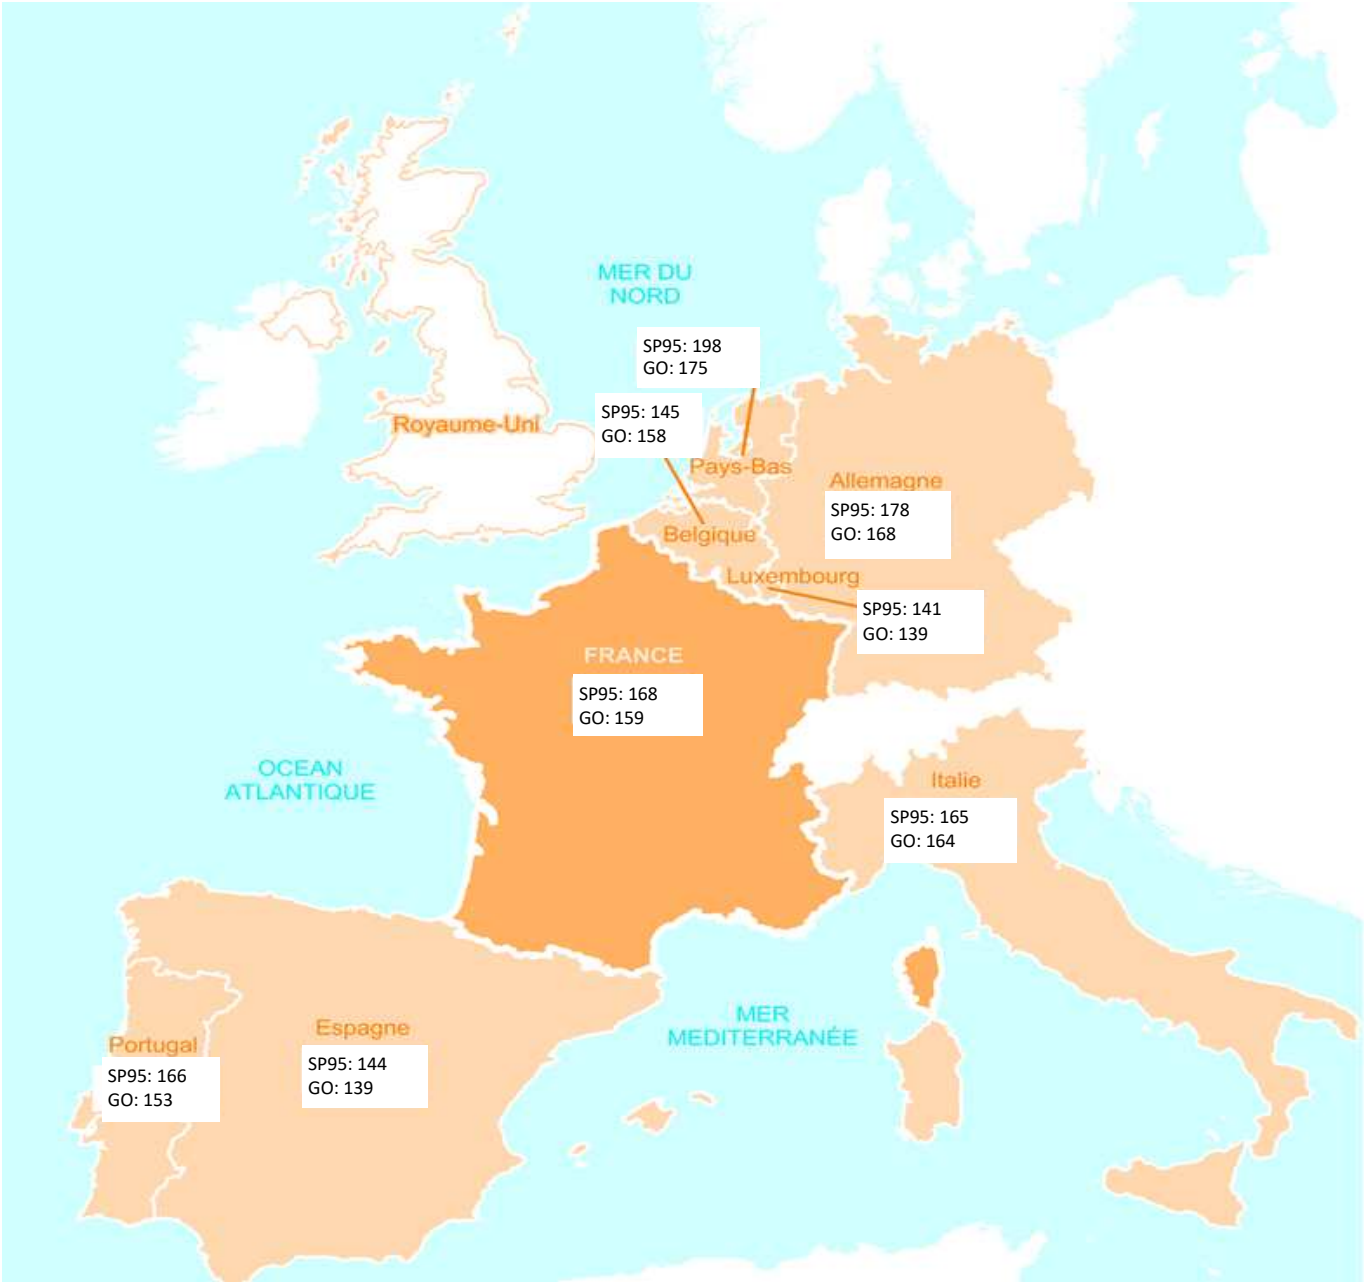 MER DU
NORD
SP95: 198
GO: 175
SP95: 145
GO: 158
Royaume-Uni
Pays-Bas
Allemagne
SP95: 178
GO: 168
Belgique
Luxembourg
SP95: 141
GO: 139
FRANCE
SP95: 168
GO: 159
OCEAN
ATLANTIQUE
Italie
SP95: 165
GO: 164
MER
MEDITERRANÉE
Espagne
SP95: 144
GO: 139
Portugal
SP95: 166
GO: 153